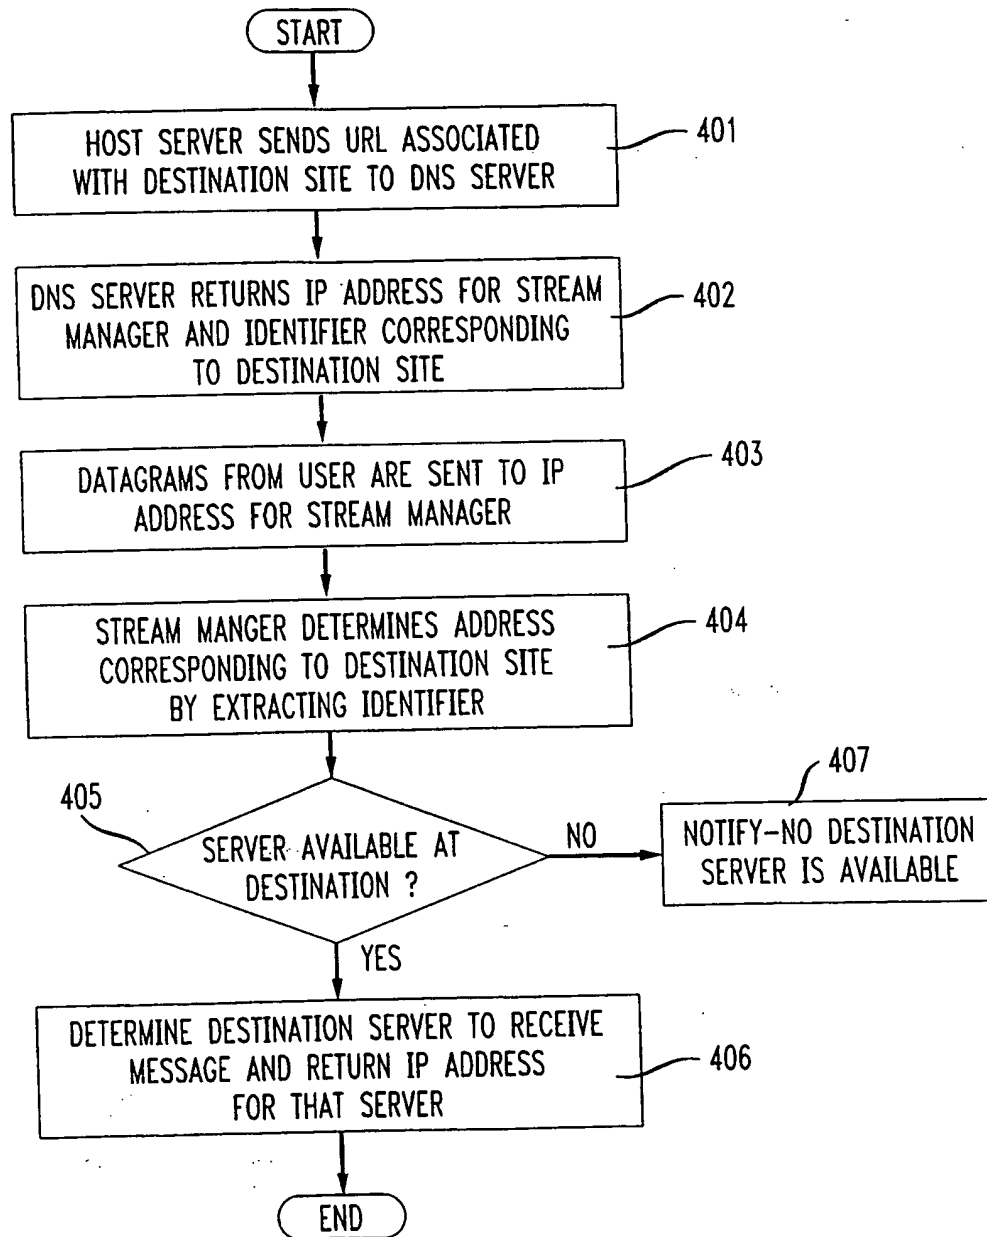 START
HOST SERVER SENDS URL ASSOCIATED
WITH DESTINATION SITE TO DNS SERVER
401
DNS SERVER RETURNS IP ADDRESS FOR STREAM
MANAGER AND IDENTIFIER CORRESPONDING
TO DESTINATION SITE
402
DATAGRAMS FROM USER ARE SENT TO IP
ADDRESS FOR STREAM MANAGER
403
STREAM MANGER DETERMINES ADDRESS
CORRESPONDING TO DESTINATION SITE
BY EXTRACTING IDENTIFIER
404
405
SERVER AVAILABLE AT
DESTINATION ?
NO
407
NOTIFY-NO DESTINATION
SERVER IS AVAILABLE
YES
DETERMINE DESTINATION SERVER TO RECEIVE
MESSAGE AND RETURN IP ADDRESS
FOR THAT SERVER
406
END